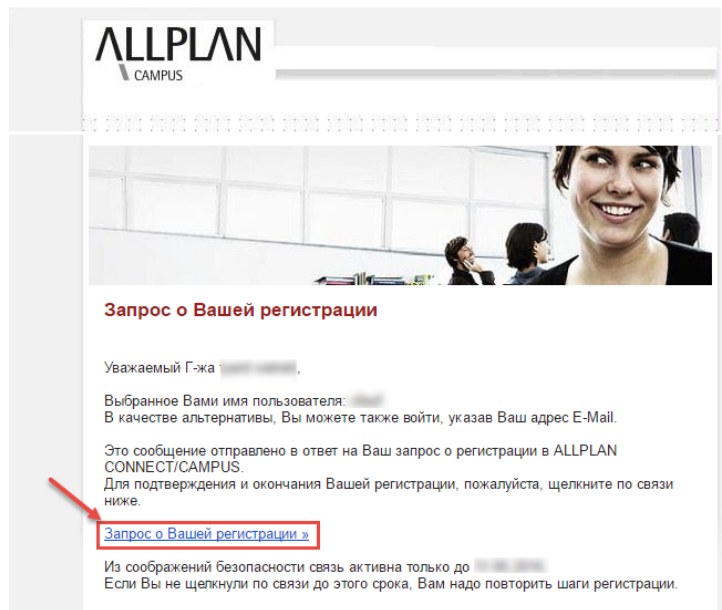 ALLPLAN
CAMPUS
Запрос о Вашей регистрации
Уважаемый Г-жа ,
Выбранное Вами имя пользователя:
В качестве альтернативы, Вы можете также войти, указав Ваш адрес E-Mail.
Это сообщение отправлено в ответ на Ваш запрос о регистрации в ALLPLAN
CONNECT/CAMPUS.
Для подтверждения и окончания Вашей регистрации, пожалуйста, щелкните по связи
ниже.
Запрос о Вашей регистрации »
Из соображений безопасности связь активна только до
Если Вы не щелкнули по связи до этого срока, Вам надо повторить шаги регистрации.